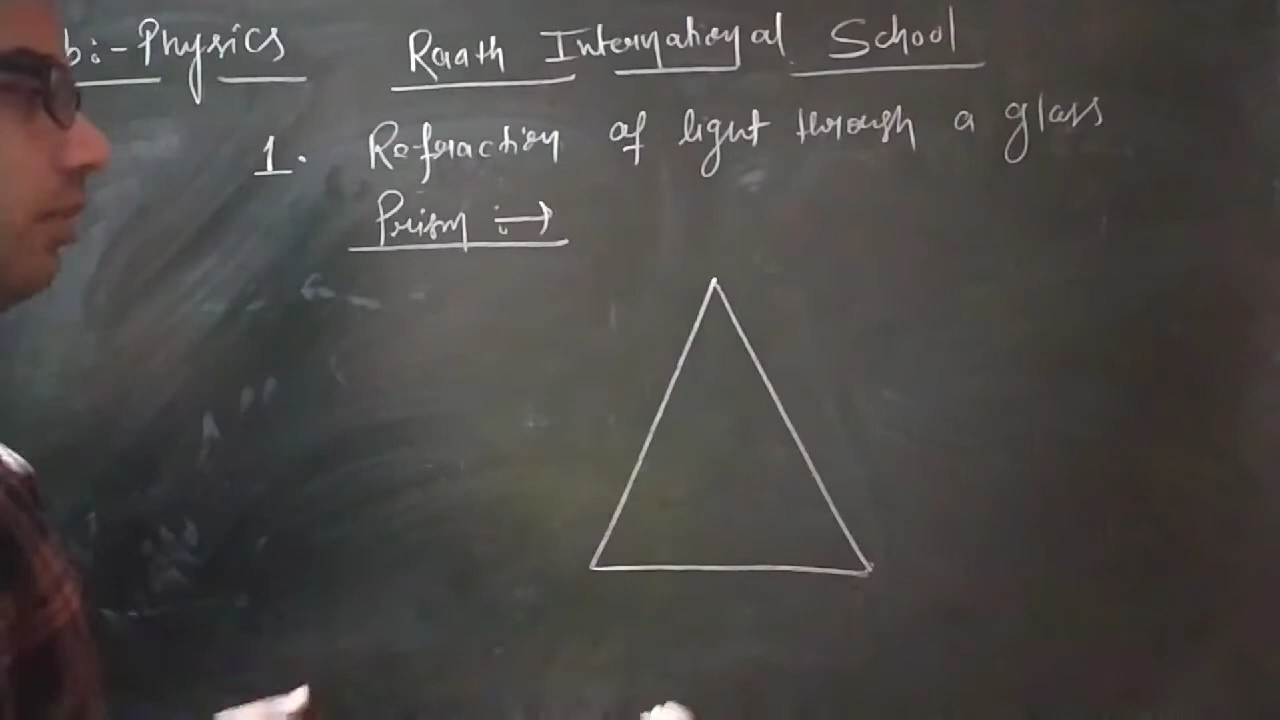 b:- Physics Raath International School
1. Refraction of light through a glass
Prism :→